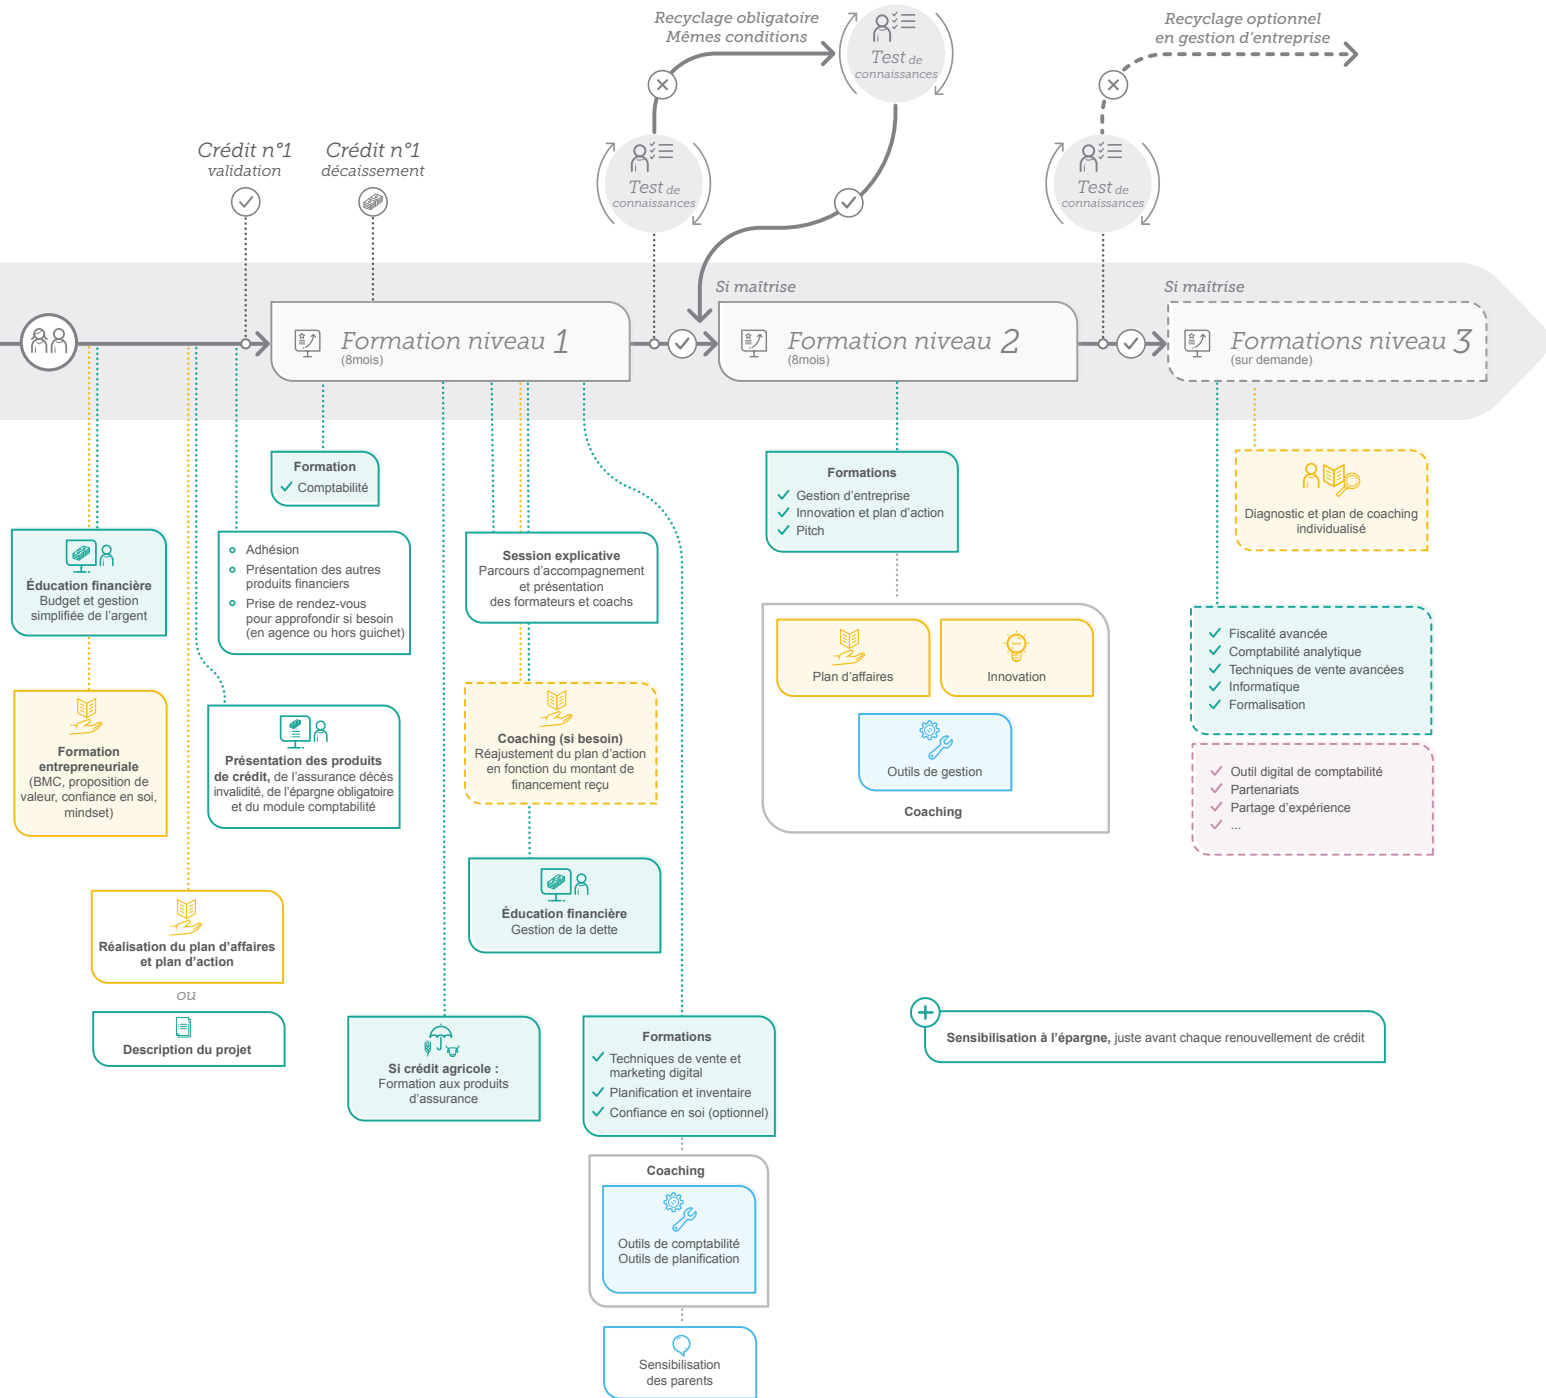 Recyclage obligatoire
Mêmes conditions
Test de
connaissances
Recyclage optionnel
en gestion d'entreprise
Crédit n°1
validation
Crédit n°1
décaissement
Test de
connaissances
Test de
connaissances
Si maîtrise
Si maîtrise
Formation niveau 1
(8mois)
Formation niveau 2
(8mois)
Formations niveau 3
(sur demande)
Formation
Comptabilité
Éducation financière
Budget et gestion
simplifiée de l'argent
Adhésion
Présentation des autres
produits financiers
Prise de rendez-vous
pour approfondir si besoin
(en agence ou hors guichet)
Session explicative
Parcours d'accompagnement
et présentation
des formateurs et coachs
Formations
Gestion d'entreprise
Innovation et plan d'action
Pitch
Diagnostic et plan de coaching
individualisé
Formation
entrepreneuriale
(BMC, proposition de
valeur, confiance en soi,
mindset)
Présentation des produits
de crédit, de l'assurance décès
invalidité, de l'épargne obligatoire
et du module comptabilité
Coaching (si besoin)
Réajustement du plan d'action
en fonction du montant de
financement reçu
Plan d'affaires
Innovation
Outils de gestion
Coaching
Fiscalité avancée
Comptabilité analytique
Techniques de vente avancées
Informatique
Formalisation
Outil digital de comptabilité
Partenariats
Partage d'expérience
...
Éducation financière
Gestion de la dette
Réalisation du plan d'affaires
et plan d'action
ou
Description du projet
Si crédit agricole :
Formation aux produits
d'assurance
Formations
Techniques de vente et
marketing digital
Planification et inventaire
Confiance en soi (optionnel)
Sensibilisation à l'épargne, juste avant chaque renouvellement de crédit
Coaching
Outils de comptabilité
Outils de planification
Sensibilisation
des parents